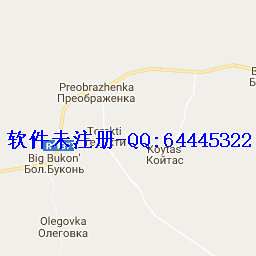 Preobrazhenka
Преображенка
软件未注册-QQ:64445322
Big Bukon'
Бол.Буконь
Koytas
Койтас
Olegovka
Олеговка